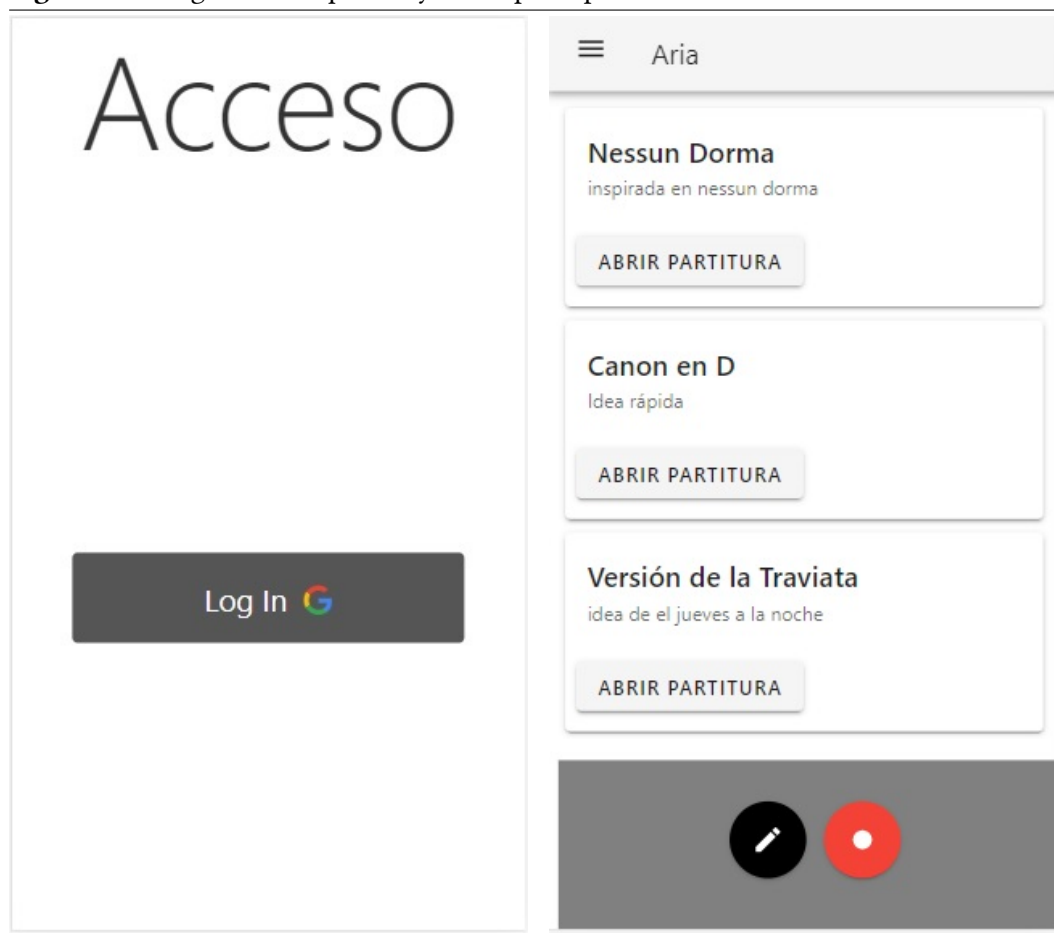 Acceso
Log In
Aria
Nessun Dorma
inspirada en nessun dorma
ABRIR PARTITURA
Canon en D
Idea rápida
ABRIR PARTITURA
Versión de la Traviata
idea de el jueves a la noche
ABRIR PARTITURA